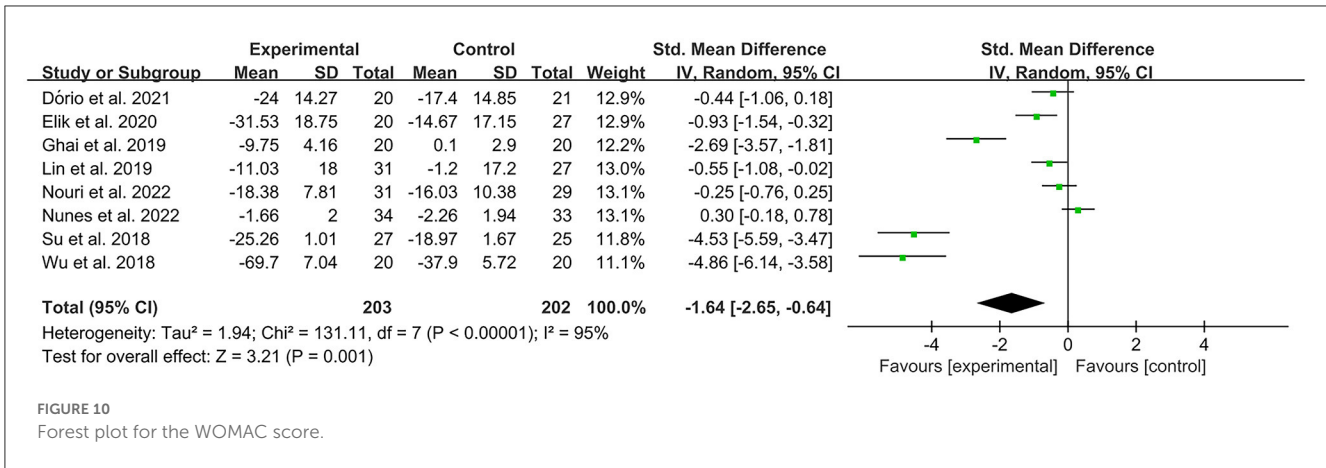 Experimental Control Std. Mean Difference Std. Mean Difference
Study or Subgroup Mean SD Total Mean SD Total Weight IV, Random, 95% CI IV, Random, 95% CI
Dório et al. 2021 -24 14.27 20 -17.4 14.85 21 12.9% -0.44 [-1.06, 0.18]
Elik et al. 2020 -31.53 18.75 20 -14.67 17.15 27 12.9% -0.93 [-1.54, -0.32]
Ghai et al. 2019 -9.75 4.16 20 0.1 2.9 20 12.2% -2.69 [-3.57, -1.81]
Lin et al. 2019 -11.03 18 31 -1.2 17.2 27 13.0% -0.55 [-1.08, -0.02]
Nouri et al. 2022 -18.38 7.81 31 -16.03 10.38 29 13.1% -0.25 [-0.76, 0.25]
Nunes et al. 2022 -1.66 2 34 -2.26 1.94 33 13.1% 0.30 [-0.18, 0.78]
Su et al. 2018 -25.26 1.01 27 -18.97 1.67 25 11.8% -4.53 [-5.59, -3.47]
Wu et al. 2018 -69.7 7.04 20 -37.9 5.72 20 11.1% -4.86 [-6.14, -3.58]
Total (95% CI) 203 202 100.0% -1.64 [-2.65, -0.64]
Heterogeneity: Tau² = 1.94; Chi² = 131.11, df = 7 (P < 0.00001); I² = 95%
Test for overall effect: Z = 3.21 (P = 0.001)
-4 -2 0 2 4
Favours [experimental] Favours [control]
FIGURE 10
Forest plot for the WOMAC score.